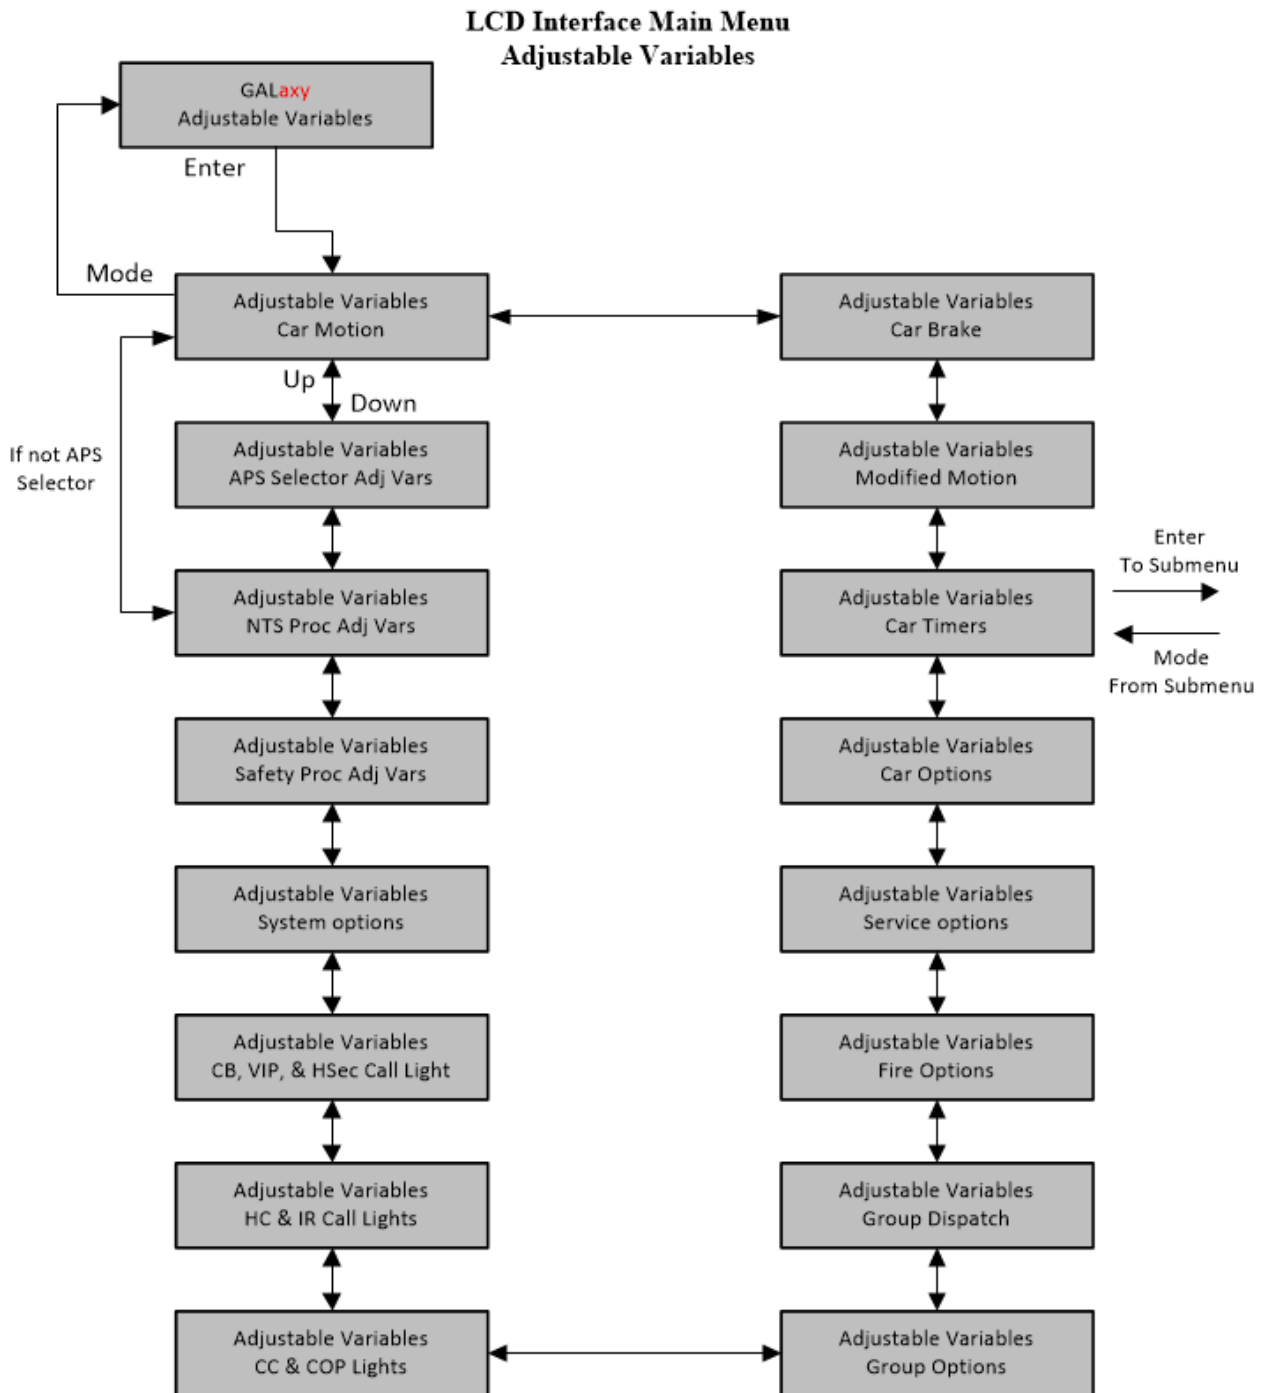 LCD Interface Main Menu
Adjustable Variables
GALaxy
Adjustable Variables
Enter
Mode
Adjustable Variables
Car Motion
Adjustable Variables
Car Brake
Up
Down
If not APS
Selector
Adjustable Variables
APS Selector Adj Vars
Adjustable Variables
Modified Motion
Adjustable Variables
NTS Proc Adj Vars
Adjustable Variables
Car Timers
Enter
To Submenu
Mode
From Submenu
Adjustable Variables
Safety Proc Adj Vars
Adjustable Variables
Car Options
Adjustable Variables
System options
Adjustable Variables
Service options
Adjustable Variables
CB, VIP, & HSec Call Light
Adjustable Variables
Fire Options
Adjustable Variables
HC & IR Call Lights
Adjustable Variables
Group Dispatch
Adjustable Variables
CC & COP Lights
Adjustable Variables
Group Options